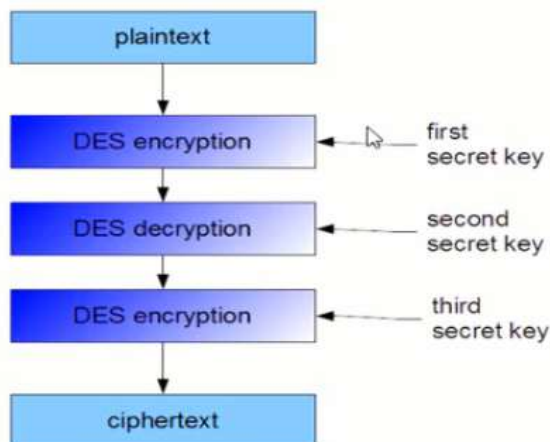 plaintext
DES encryption
first
secret key
DES decryption
second
secret key
DES encryption
third
secret key
ciphertext